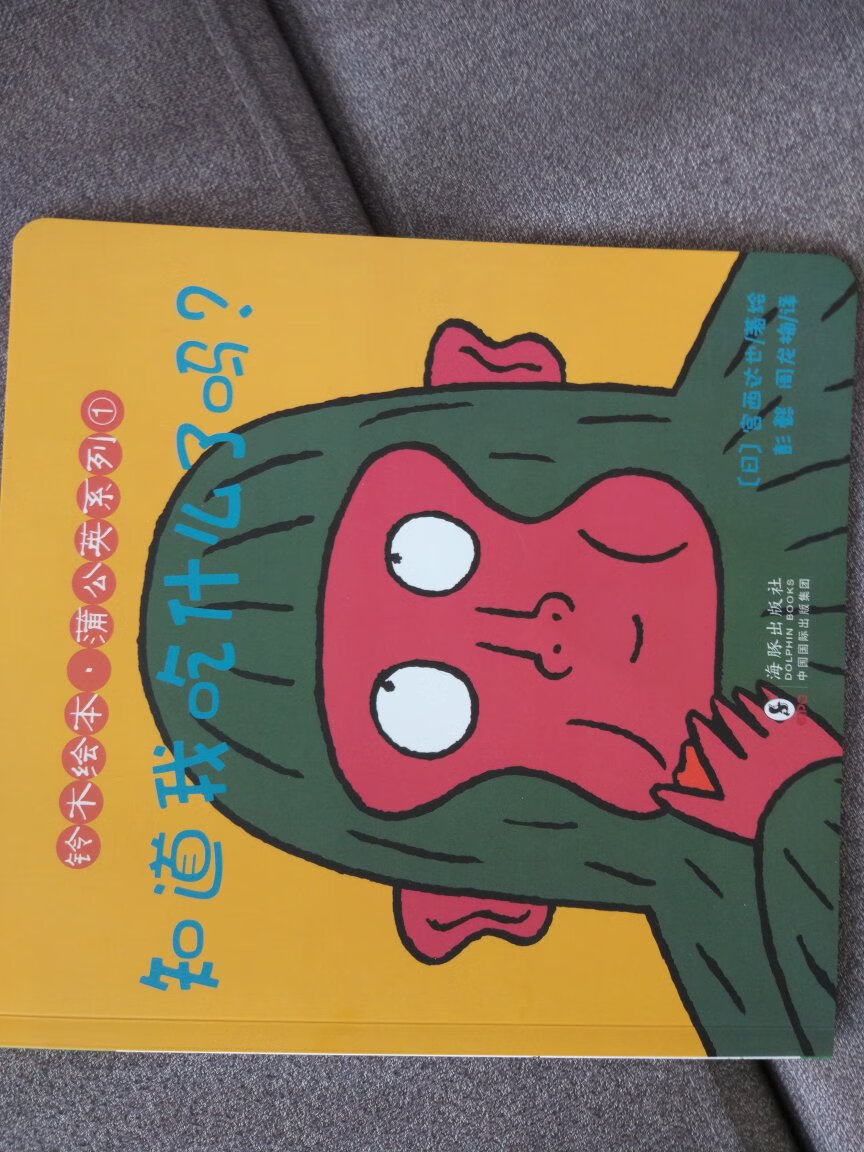 铃木绘本·蒲公英系列①
知道我吃什么了吗?
[日]宫西达也/著绘
彭懿 周龙梅/译
海豚出版社
DOLPHIN BOOKS
CIPG 中国国际出版集团